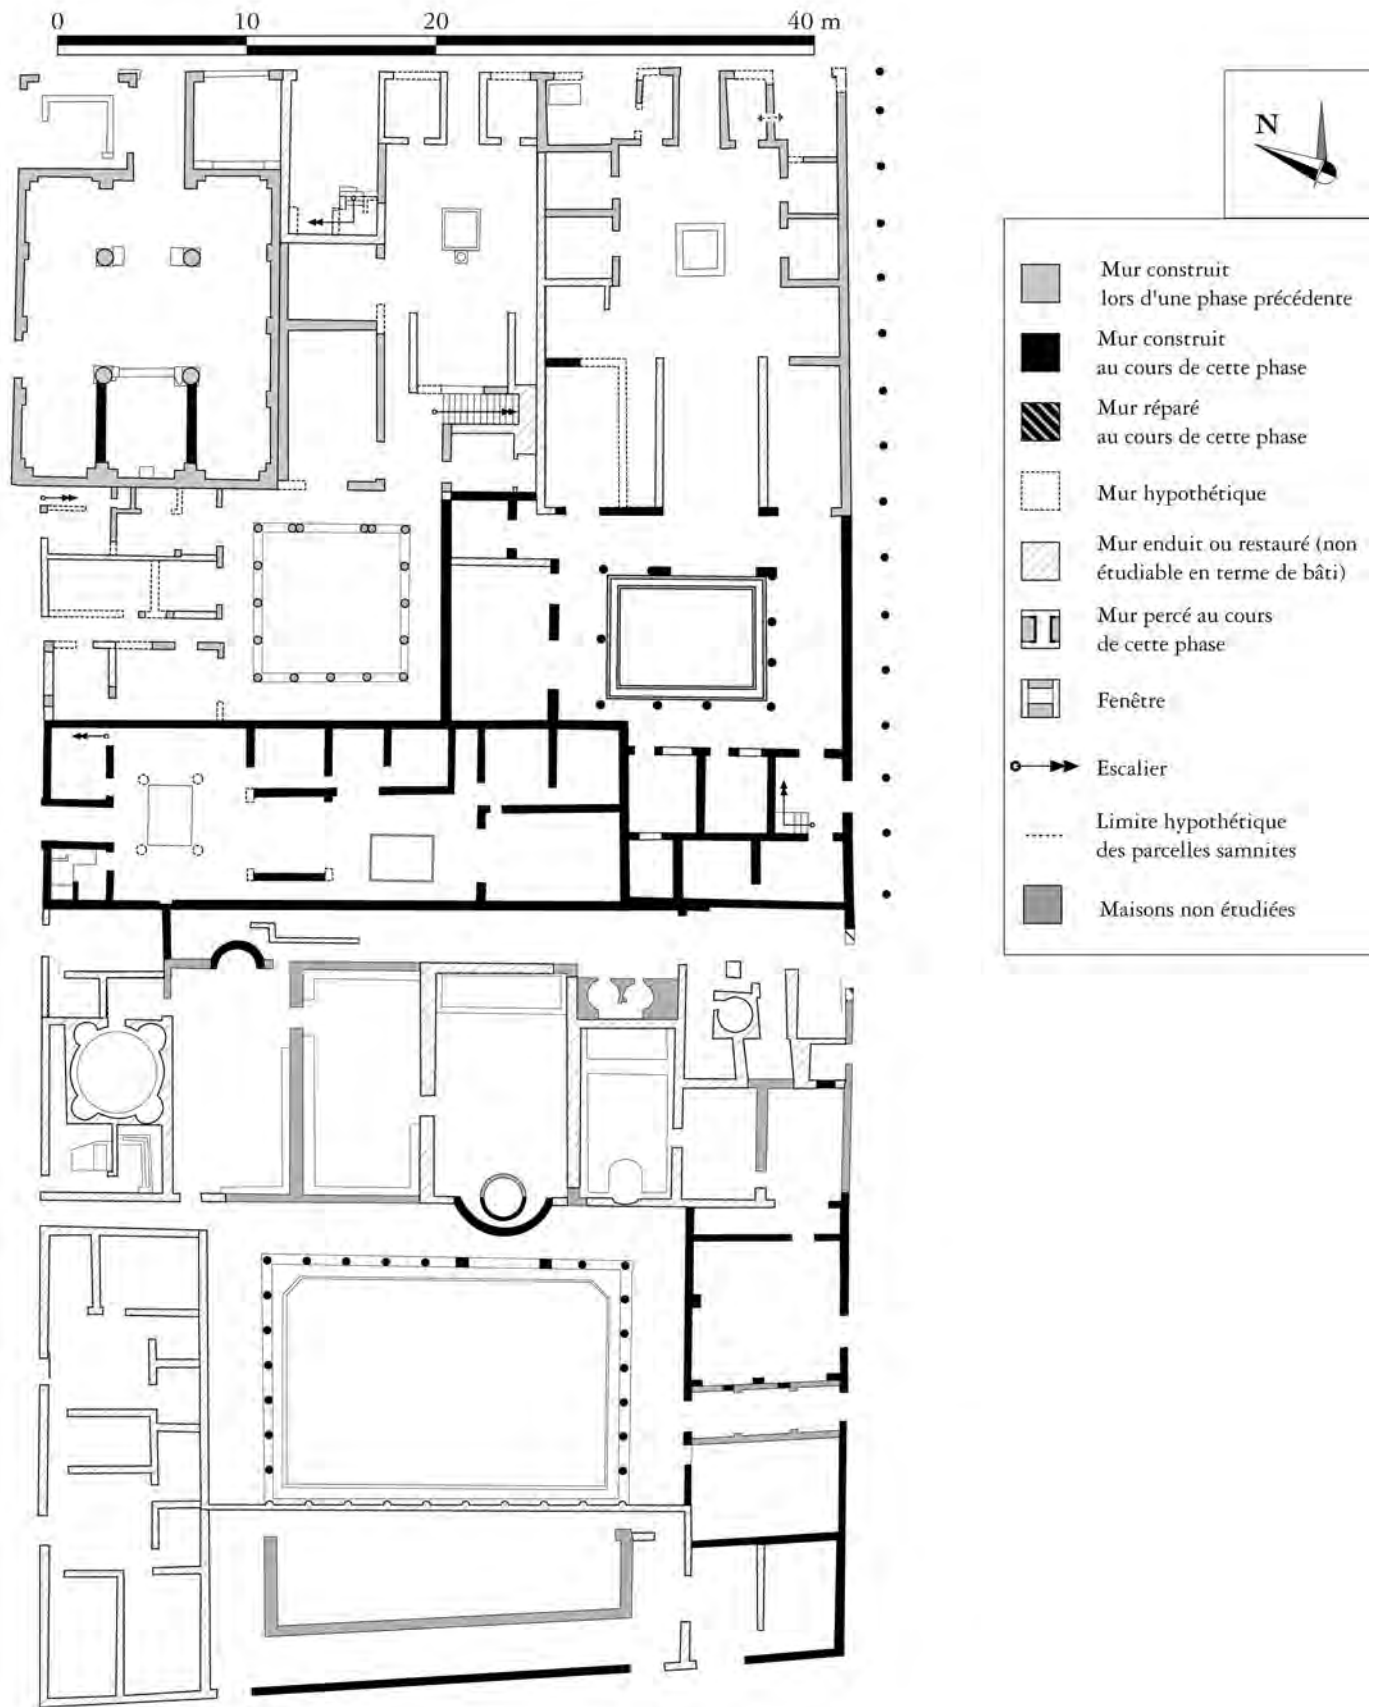 0 10 20 40 m
N
Mur construit
lors d'une phase précédente
Mur construit
au cours de cette phase
Mur réparé
au cours de cette phase
Mur hypothétique
Mur enduit ou restauré (non
étudiable en terme de bâti)
Mur percé au cours
de cette phase
Fenêtre
Escalier
Limite hypothétique
des parcelles samnites
Maisons non étudiées